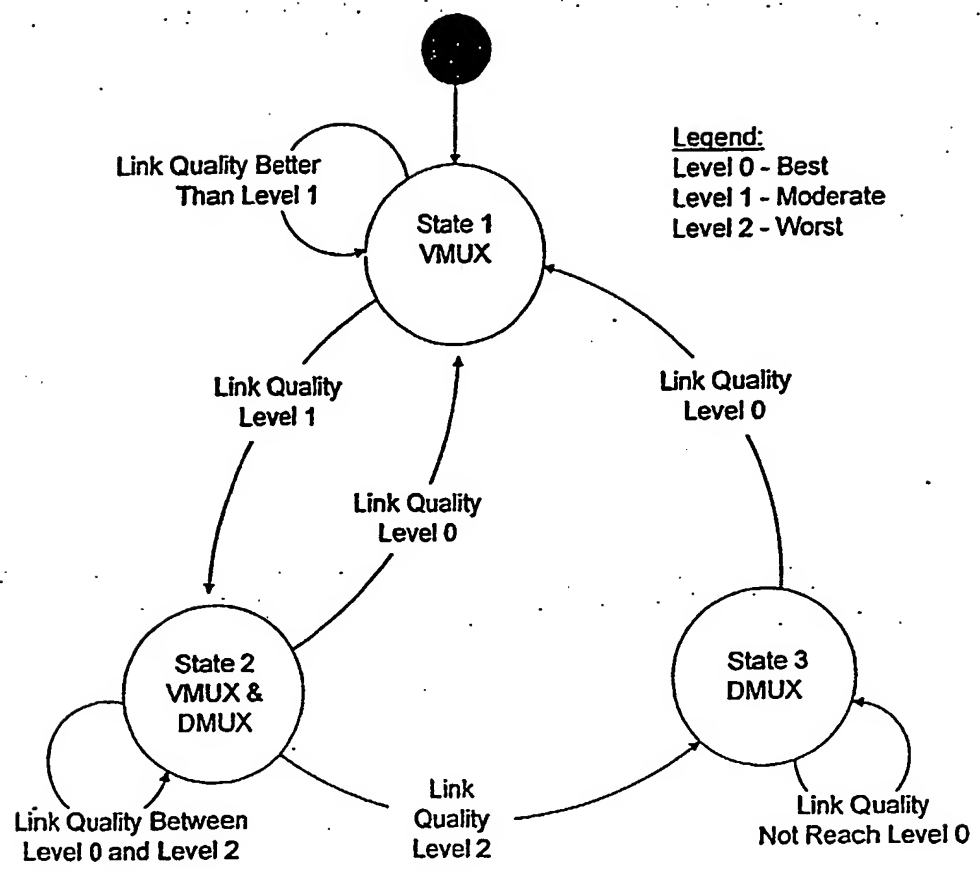 Link Quality Better
Than Level 1
Legend:
Level 0 - Best
Level 1 - Moderate
Level 2 - Worst
State 1
VMUX
Link Quality
Level 1
Link Quality
Level 0
Link Quality
Level 0
State 2
VMUX &
DMUX
State 3
DMUX
Link Quality Between
Level 0 and Level 2
Link
Quality
Level 2
Link Quality
Not Reach Level 0